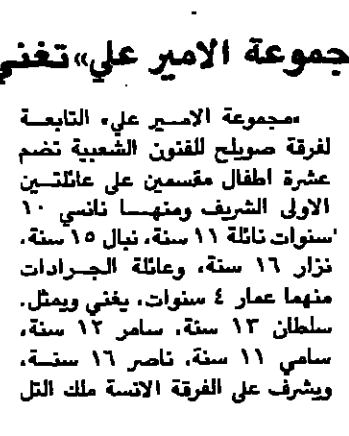 جموعة الامير علي» تغني
«مجموعة الامير علي» التابعة
لفرقة صويلح للفنون الشعبية تضم
عشرة اطفال مقسمين على عائلتين
الاولى الشريف ومنهما نانسي ١٠
سنوات نائلة ١١ سنة، نبال ١٥ سنة،
نزار ١٦ سنة، وعائلة الجرادات
منهما عمار ٤ سنوات، يغني ويمثل.
سلطان ١٣ سنة، سامر ١٢ سنة،
سامي ١١ سنة، ناصر ١٦ سنة،
ويشرف على الفرقة الانسة ملك التل